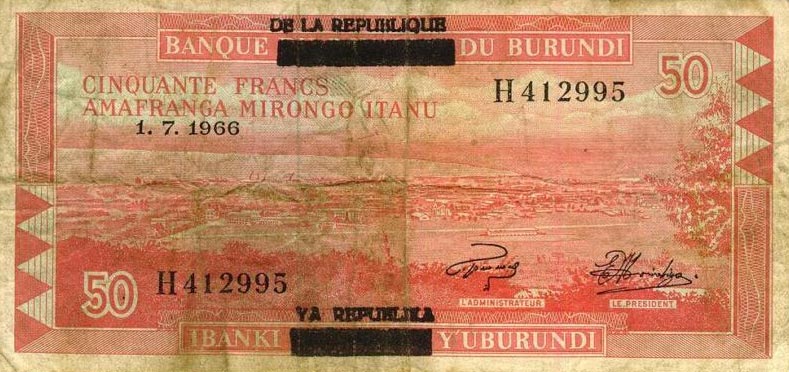 DE LA REPUBLIQUE
BANQUE DU BURUNDI
CINQUANTE FRANCS
AMAFRANGA MIRONGO ITANU
1. 7. 1966
H412995
50
50
H412995
L'ADMINISTRATEUR
LE PRESIDENT
YA REPUBLIKA
IBANKI Y'UBURUNDI
50